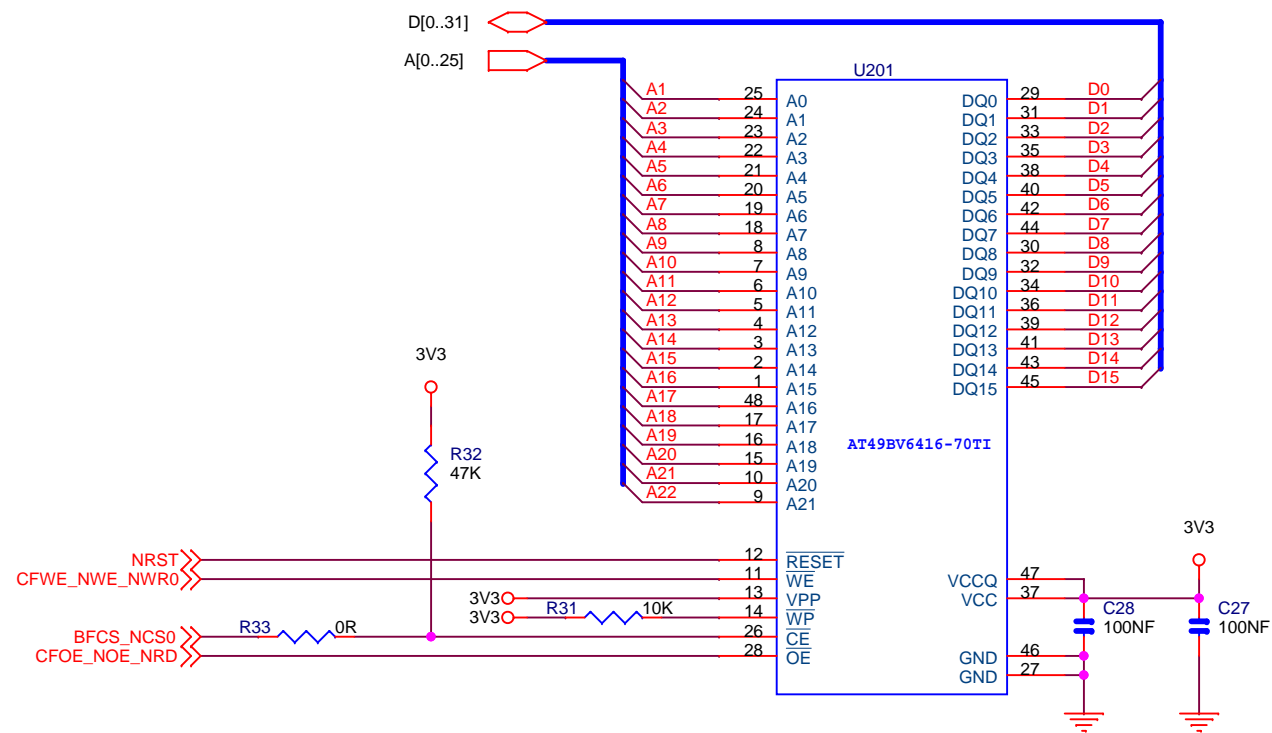 D[0..31]
A[0..25]
U201
A1 25 A0 DQ0 29 D0
A2 24 A1 DQ1 31 D1
A3 23 A2 DQ2 33 D2
A4 22 A3 DQ3 35 D3
A5 21 A4 DQ4 38 D4
A6 20 A5 DQ5 40 D5
A7 19 A6 DQ6 42 D6
A8 18 A7 DQ7 44 D7
A9 8 A8 DQ8 30 D8
A10 7 A9 DQ9 32 D9
A11 6 A10 DQ10 34 D10
A12 5 A11 DQ11 36 D11
A13 4 A12 DQ12 39 D12
A14 3 A13 DQ13 41 D13
A15 2 A14 DQ14 43 D14
A16 1 A15 DQ15 45 D15
A17 48 A16
A18 17 A17
A19 16 A18
A20 15 A19
A21 10 A20
A22 9 A21
AT49BV6416-70TI
3V3
R32
47K
NRST 12 RESET
CFWE_NWE_NWR0 11 WE
3V3 13 VPP
3V3 R31 10K 14 WP
BFCS_NCS0 R33 0R 26 CE
CFOE_NOE_NRD 28 OE
VCCQ 47
VCC 37
GND 46
GND 27
3V3
C28
100NF
C27
100NF